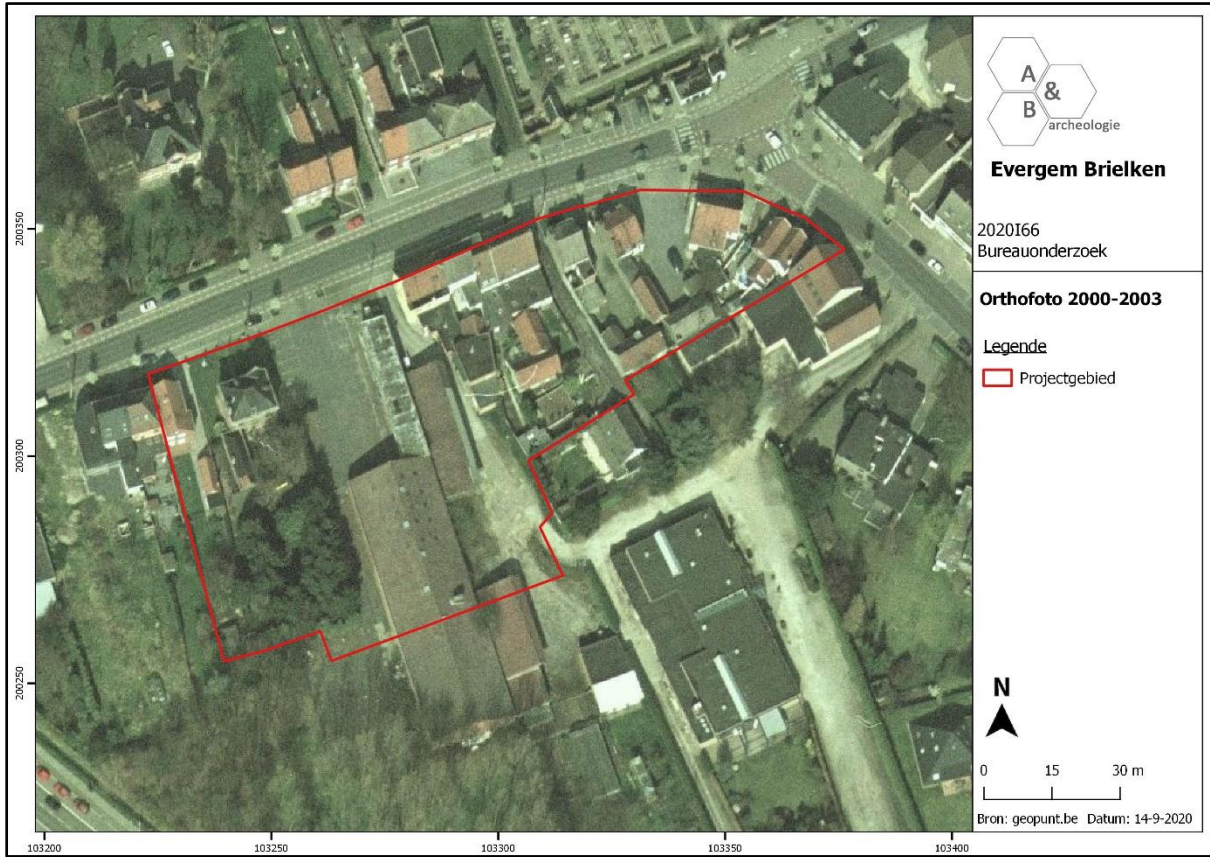 A
&
B
archeologie
Evergem Brielken
2020I66
Bureauonderzoek
Orthofoto 2000-2003
Legende
Projectgebied
N
0 15 30 m
Bron: geopunt.be Datum: 14-9-2020
200350
200300
200250
103200 103250 103300 103350 103400